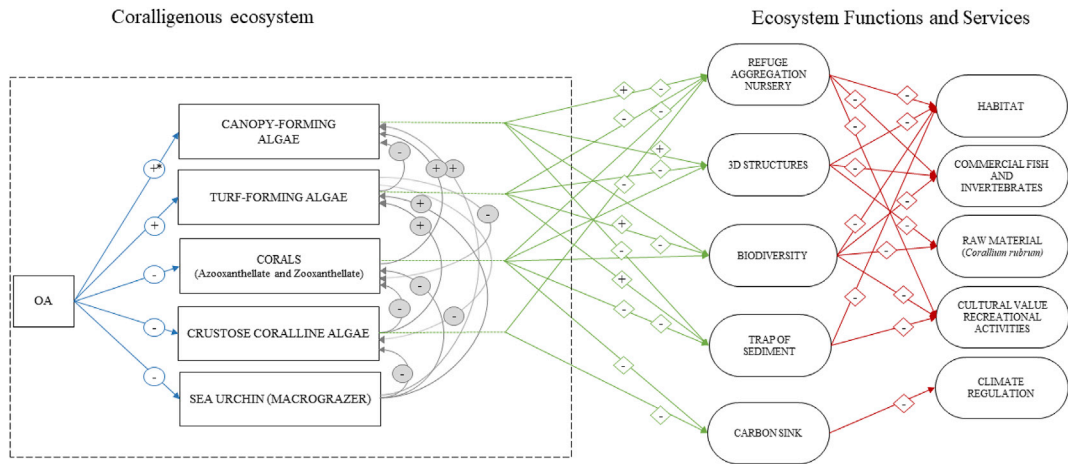 Coralligenous ecosystem
Ecosystem Functions and Services
OA
CANOPY-FORMING
ALGAE
TURF-FORMING ALGAE
CORALS
(Azooxanthellate and Zooxanthellate)
CRUSTOSE CORALLINE ALGAE
SEA URCHIN (MACROGRAZER)
+*
+
-
-
-
-
+
+
+
+
-
-
-
-
-
+
-
-
+
-
-
-
+
-
-
+
-
-
-
-
-
REFUGE
AGGREGATION
NURSERY
3D STRUCTURES
BIODIVERSITY
TRAP OF
SEDIMENT
CARBON SINK
-
-
-
-
-
-
-
-
-
-
-
-
-
HABITAT
COMMERCIAL FISH
AND
INVERTEBRATES
RAW MATERIAL
(Corallium rubrum)
CULTURAL VALUE
RECREATIONAL
ACTIVITIES
CLIMATE
REGULATION